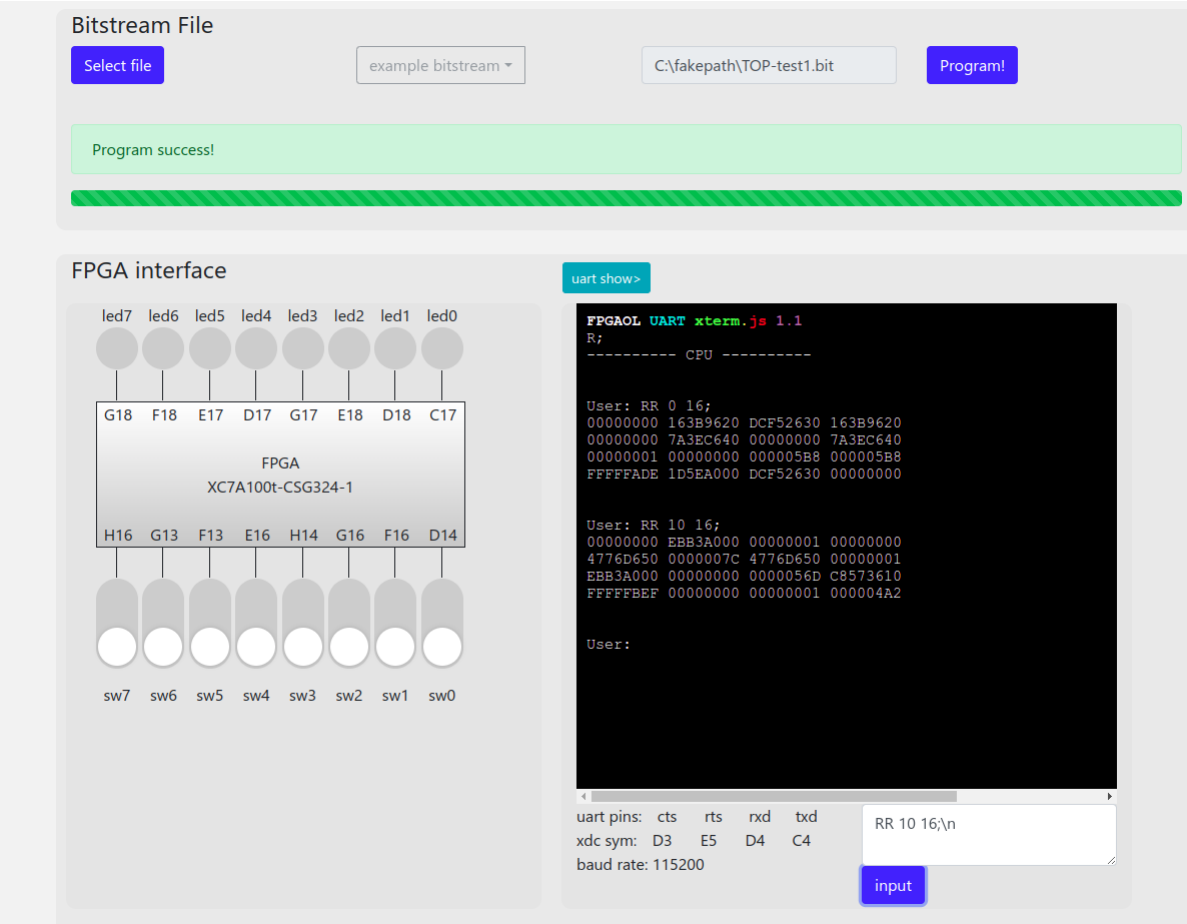 Bitstream File
Select file
example bitstream
C:\fakepath\TOP-test1.bit
Program!
Program success!
FPGA interface
led7 led6 led5 led4 led3 led2 led1 led0
G18 F18 E17 D17 G17 E18 D18 C17
FPGA
XC7A100t-CSG324-1
H16 G13 F13 E16 H14 G16 F16 D14
sw7 sw6 sw5 sw4 sw3 sw2 sw1 sw0
uart show>
FPGAOL UART xterm.js 1.1
R;
---------- CPU ----------
User: RR 0 16;
00000000 163B9620 DCF52630 163B9620
00000000 7A3EC640 00000000 7A3EC640
00000001 00000000 000005B8 000005B8
FFFFFADE 1D5EA000 DCF52630 00000000
User: RR 10 16;
00000000 EBB3A000 00000001 00000000
4776D650 0000007C 4776D650 00000001
EBB3A000 00000000 0000056D C8573610
FFFFFBEF 00000000 00000001 000004A2
User:
uart pins: cts rts rxd txd
xdc sym: D3 E5 D4 C4
baud rate: 115200
RR 10 16;\n
input